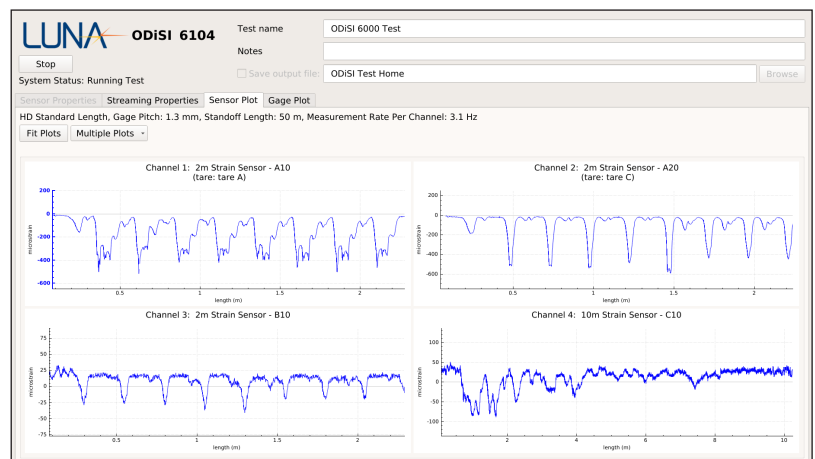 LUNA ODiSI 6104
Test name ODiSI 6000 Test
Notes
Stop
Save output file: ODiSI Test Home Browse
System Status: Running Test
Sensor Properties Streaming Properties Sensor Plot Gage Plot
HD Standard Length, Gage Pitch: 1.3 mm, Standoff Length: 50 m, Measurement Rate Per Channel: 3.1 Hz
Fit Plots Multiple Plots
Channel 1: 2m Strain Sensor - A10
(tare: tare A)
200
0
-200
-400
-600
microstrain
0.5 1 1.5 2
length (m)
Channel 2: 2m Strain Sensor - A20
(tare: tare C)
200
0
-200
-400
-600
microstrain
0.5 1 1.5 2
length (m)
Channel 3: 2m Strain Sensor - B10
75
50
25
0
-25
-50
-75
microstrain
0.5 1 1.5 2
length (m)
Channel 4: 10m Strain Sensor - C10
100
50
0
-50
-100
microstrain
2 4 6 8 10
length (m)